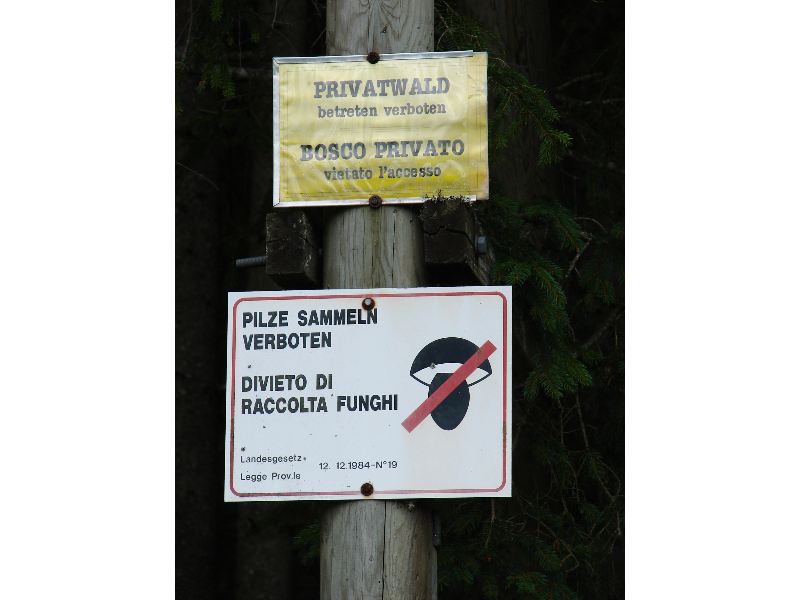 PRIVATWALD
betreten verboten
BOSCO PRIVATO
vietato l'accesso
PILZE SAMMELN
VERBOTEN
DIVIETO DI
RACCOLTA FUNGHI
Landesgesetz
12. 12.1984-N°19
Legge Prov.le